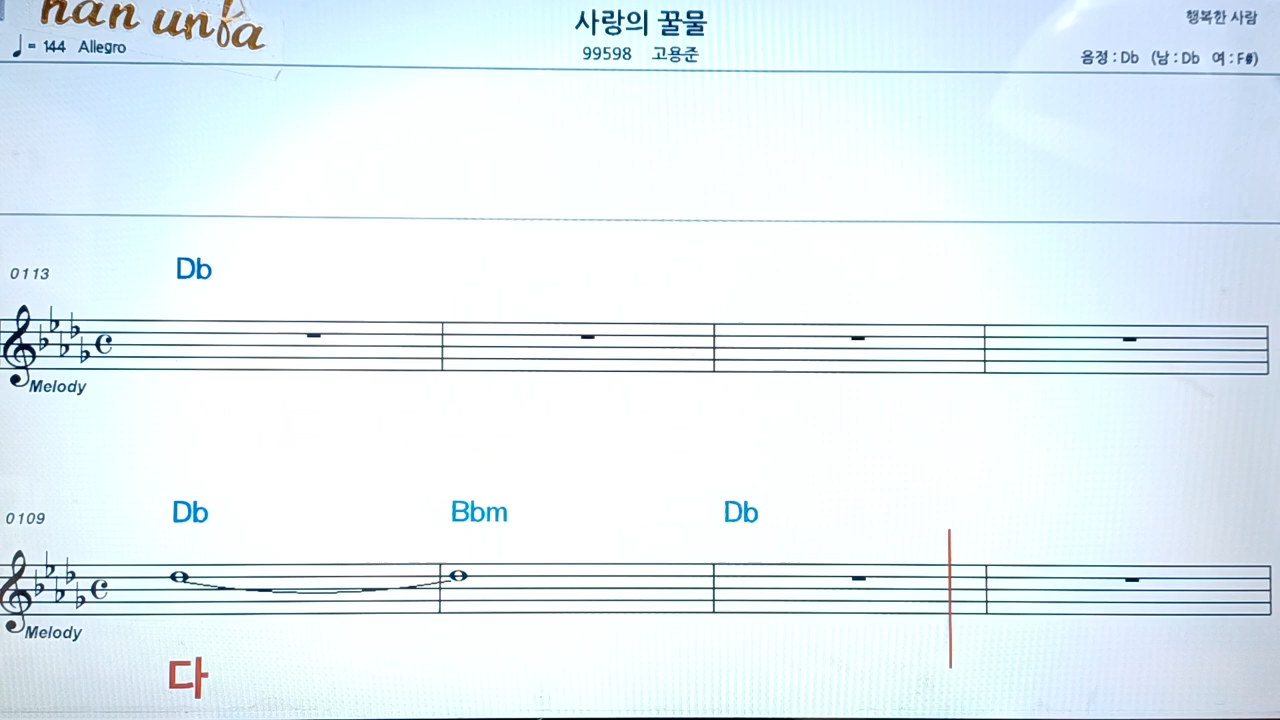 han unfa
♩= 144 Allegro
사랑의 꿀물
99598 고용준
행복한 사람
음정 : Db (남 : Db 여 : F#)
0113
Db
Melody
0109
Db Bbm Db
Melody
다